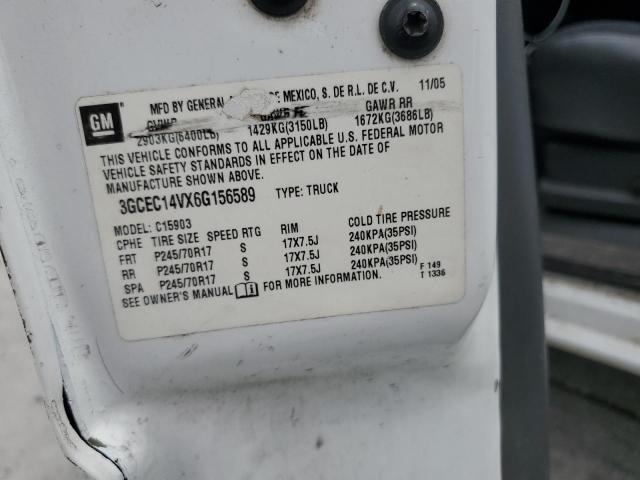 GM
MFD BY GENERAL DE MEXICO, S. DE R.L. DE C.V. 11/05
GAWR RR
2903KG(6400LB) 1429KG(3150LB) 1672KG(3686LB)
THIS VEHICLE CONFORMS TO ALL APPLICABLE U.S. FEDERAL MOTOR
VEHICLE SAFETY STANDARDS IN EFFECT ON THE DATE OF
MANUFACTURE SHOWN ABOVE.
3GCEC14VX6G156589 TYPE: TRUCK
MODEL: C15903
CPHE TIRE SIZE SPEED RTG RIM COLD TIRE PRESSURE
FRT P245/70R17 S 17X7.5J 240KPA(35PSI)
RR P245/70R17 S 17X7.5J 240KPA(35PSI)
SPA P245/70R17 S 17X7.5J 240KPA(35PSI)
SEE OWNER'S MANUAL FOR MORE INFORMATION.
F 149
T 1336